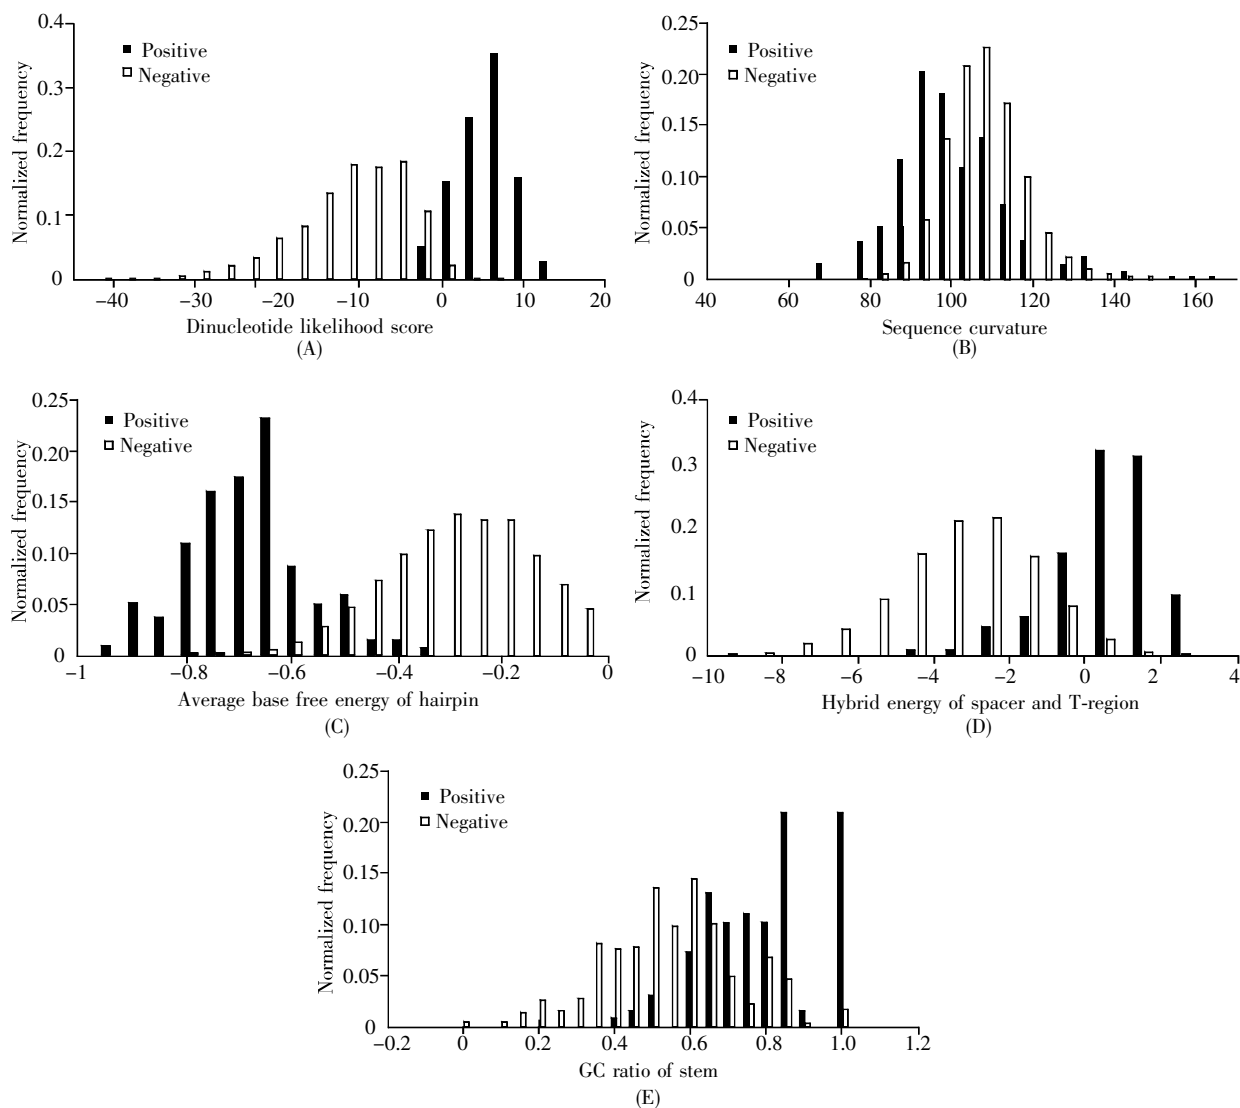 0.4
0.3
0.2
0.1
0
Normalized frequency
Positive
Negative
−40 −30 −20 −10 0 10 20
Dinucleotide likelihood score
(A)
0.25
0.20
0.15
0.10
0.05
0
Normalized frequency
Positive
Negative
40 60 80 100 120 140 160
Sequence curvature
(B)
0.25
0.20
0.15
0.10
0.05
0
Normalized frequency
Positive
Negative
−1 −0.8 −0.6 −0.4 −0.2 0
Average base free energy of hairpin
(C)
0.4
0.3
0.2
0.1
0
Normalized frequency
Positive
Negative
−10 −8 −6 −4 −2 0 2 4
Hybrid energy of spacer and T-region
(D)
0.25
0.20
0.15
0.10
0.05
0
Normalized frequency
Positive
Negative
−0.2 0 0.2 0.4 0.6 0.8 1.0 1.2
GC ratio of stem
(E)